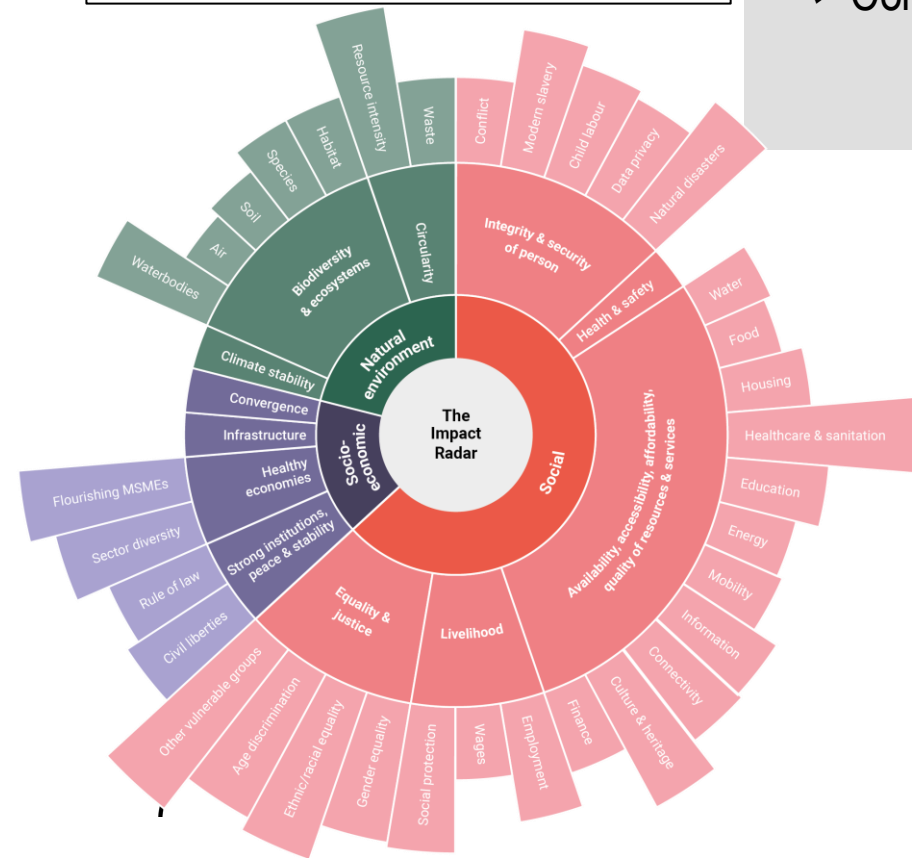 The
Impact
Radar
Natural
environment
Socio-
economic
Social
Circularity
Biodiversity
& ecosystems
Climate stability
Convergence
Infrastructure
Healthy
economies
Strong institutions,
peace & stability
Equality &
justice
Livelihood
Availability, accessibility, affordability,
quality of resources & services
Health & safety
Integrity & security
of person
Waste
Resource intensity
Habitat
Species
Soil
Air
Waterbodies
Flourishing MSMEs
Sector diversity
Rule of law
Civil liberties
Other vulnerable groups
Age discrimination
Ethnic/racial equality
Gender equality
Social protection
Wages
Employment
Finance
Culture & heritage
Connectivity
Information
Mobility
Energy
Education
Healthcare & sanitation
Housing
Food
Water
Natural disasters
Data privacy
Child labour
Modern slavery
Conflict